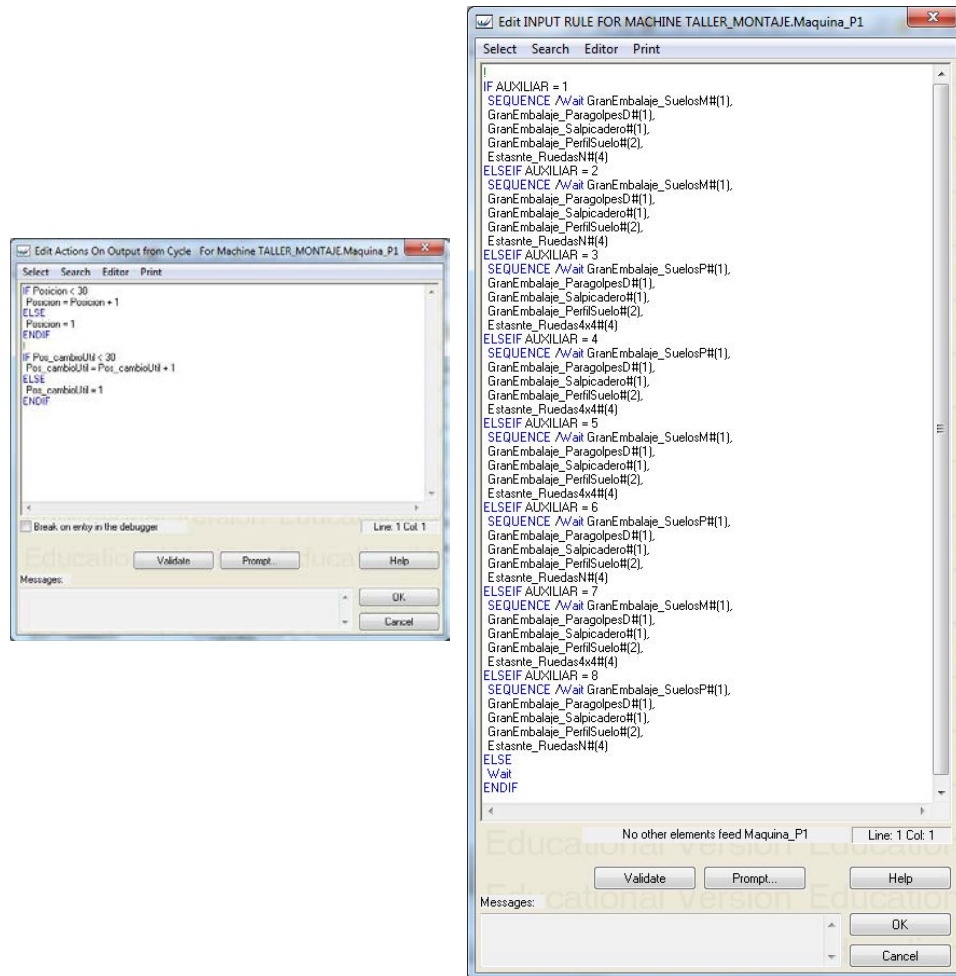 Edit Actions On Output from Cycle For Machine TALLER_MONTAJE.Maquina_P1
Select Search Editor Print
IF Posicion < 30
Posicion = Posicion + 1
ELSE
Posicion = 1
ENDIF
!
IF Pos_cambioUtil < 30
Pos_cambioUtil = Pos_cambioUtil + 1
ELSE
Pos_cambioUtil = 1
ENDIF
Break on entry in the debugger
Line: 1 Col: 1
Validate Prompt... Help
Messages:
OK
Cancel
Edit INPUT RULE FOR MACHINE TALLER_MONTAJE.Maquina_P1
Select Search Editor Print
!
IF AUXILIAR = 1
SEQUENCE /Wait GranEmbalaje_SuelosM#(1),
GranEmbalaje_ParagolpesD#(1),
GranEmbalaje_Salpicadero#(1),
GranEmbalaje_PerfilSuelo#(2),
Estasnte_RuedasN#(4)
ELSEIF AUXILIAR = 2
SEQUENCE /Wait GranEmbalaje_SuelosM#(1),
GranEmbalaje_ParagolpesD#(1),
GranEmbalaje_Salpicadero#(1),
GranEmbalaje_PerfilSuelo#(2),
Estasnte_RuedasN#(4)
ELSEIF AUXILIAR = 3
SEQUENCE /Wait GranEmbalaje_SuelosP#(1),
GranEmbalaje_ParagolpesD#(1),
GranEmbalaje_Salpicadero#(1),
GranEmbalaje_PerfilSuelo#(2),
Estasnte_Ruedas4x4#(4)
ELSEIF AUXILIAR = 4
SEQUENCE /Wait GranEmbalaje_SuelosP#(1),
GranEmbalaje_ParagolpesD#(1),
GranEmbalaje_Salpicadero#(1),
GranEmbalaje_PerfilSuelo#(2),
Estasnte_Ruedas4x4#(4)
ELSEIF AUXILIAR = 5
SEQUENCE /Wait GranEmbalaje_SuelosM#(1),
GranEmbalaje_ParagolpesD#(1),
GranEmbalaje_Salpicadero#(1),
GranEmbalaje_PerfilSuelo#(2),
Estasnte_Ruedas4x4#(4)
ELSEIF AUXILIAR = 6
SEQUENCE /Wait GranEmbalaje_SuelosP#(1),
GranEmbalaje_ParagolpesD#(1),
GranEmbalaje_Salpicadero#(1),
GranEmbalaje_PerfilSuelo#(2),
Estasnte_RuedasN#(4)
ELSEIF AUXILIAR = 7
SEQUENCE /Wait GranEmbalaje_SuelosM#(1),
GranEmbalaje_ParagolpesD#(1),
GranEmbalaje_Salpicadero#(1),
GranEmbalaje_PerfilSuelo#(2),
Estasnte_Ruedas4x4#(4)
ELSEIF AUXILIAR = 8
SEQUENCE /Wait GranEmbalaje_SuelosP#(1),
GranEmbalaje_ParagolpesD#(1),
GranEmbalaje_Salpicadero#(1),
GranEmbalaje_PerfilSuelo#(2),
Estasnte_RuedasN#(4)
ELSE
Wait
ENDIF
No other elements feed Maquina_P1
Line: 1 Col: 1
Educational Version
Validate Prompt... Help
Messages:
OK
Cancel